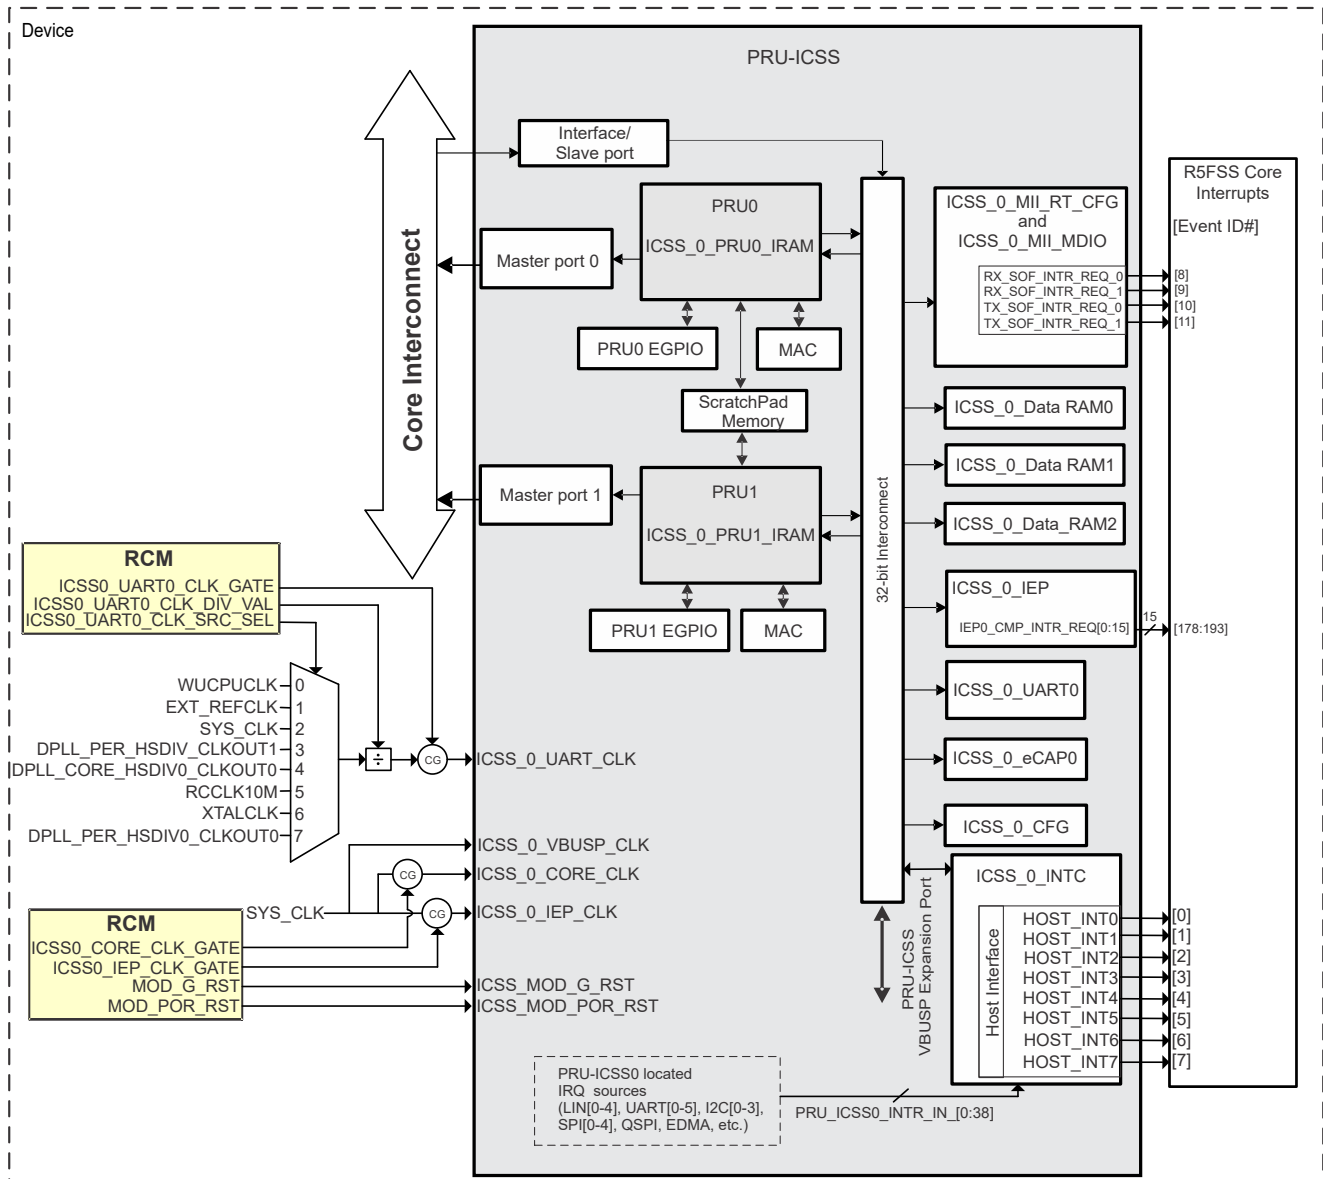 Device
PRU-ICSS
Interface/
Slave port
Core Interconnect
PRU0
ICSS_0_PRU0_IRAM
Master port 0
PRU0 EGPIO
MAC
ScratchPad
Memory
PRU1
ICSS_0_PRU1_IRAM
Master port 1
PRU1 EGPIO
MAC
32-bit Interconnect
ICSS_0_MII_RT_CFG
and
ICSS_0_MII_MDIO
RX_SOF_INTR_REQ_0
RX_SOF_INTR_REQ_1
TX_SOF_INTR_REQ_0
TX_SOF_INTR_REQ_1
R5FSS Core
Interrupts
[Event ID#]
[8]
[9]
[10]
[11]
ICSS_0_Data RAM0
ICSS_0_Data RAM1
ICSS_0_Data_RAM2
ICSS_0_IEP
IEP0_CMP_INTR_REQ[0:15]
15
[178:193]
ICSS_0_UART0
ICSS_0_eCAP0
ICSS_0_CFG
RCM
ICSS0_UART0_CLK_GATE
ICSS0_UART0_CLK_DIV_VAL
ICSS0_UART0_CLK_SRC_SEL
WUCPUCLK 0
EXT_REFCLK 1
SYS_CLK 2
DPLL_PER_HSDIV_CLKOUT1 3
DPLL_CORE_HSDIV0_CLKOUT0 4
RCCLK10M 5
XTALCLK 6
DPLL_PER_HSDIV0_CLKOUT0 7
÷
CG
ICSS_0_UART_CLK
ICSS_0_VBUSP_CLK
CG
ICSS_0_CORE_CLK
SYS_CLK
CG
ICSS_0_IEP_CLK
RCM
ICSS0_CORE_CLK_GATE
ICSS0_IEP_CLK_GATE
MOD_G_RST
MOD_POR_RST
ICSS_MOD_G_RST
ICSS_MOD_POR_RST
PRU-ICSS
VBUSP Expansion Port
ICSS_0_INTC
Host Interface
HOST_INT0
HOST_INT1
HOST_INT2
HOST_INT3
HOST_INT4
HOST_INT5
HOST_INT6
HOST_INT7
[0]
[1]
[2]
[3]
[4]
[5]
[6]
[7]
PRU-ICSS0 located
IRQ sources
(LIN[0-4], UART[0-5], I2C[0-3],
SPI[0-4], QSPI, EDMA, etc.)
PRU_ICSS0_INTR_IN_[0:38]